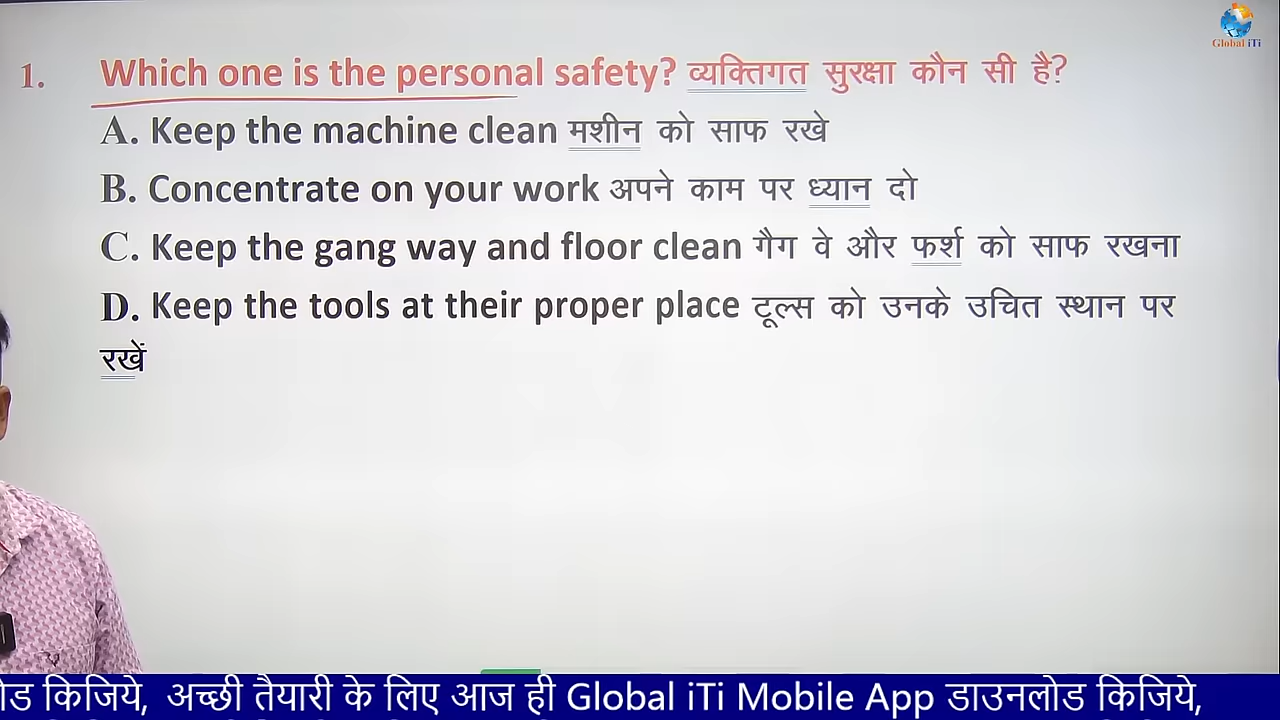 Global iTi
1. Which one is the personal safety? व्यक्तिगत सुरक्षा कौन सी है?
A. Keep the machine clean मशीन को साफ रखे
B. Concentrate on your work अपने काम पर ध्यान दो
C. Keep the gang way and floor clean गैग वे और फर्श को साफ रखना
D. Keep the tools at their proper place टूल्स को उनके उचित स्थान पर
रखें
किजिये, अच्छी तैयारी के लिए आज ही Global iTi Mobile App डाउनलोड किजिये,